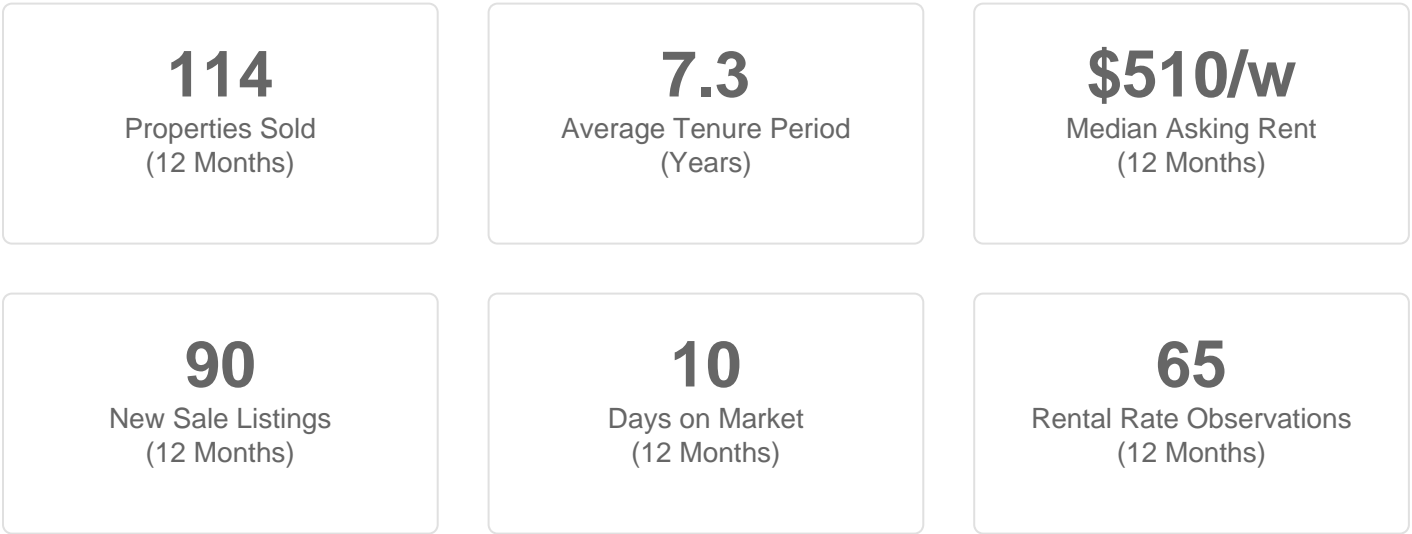 114
Properties Sold
(12 Months)
7.3
Average Tenure Period
(Years)
$510/w
Median Asking Rent
(12 Months)
90
New Sale Listings
(12 Months)
10
Days on Market
(12 Months)
65
Rental Rate Observations
(12 Months)